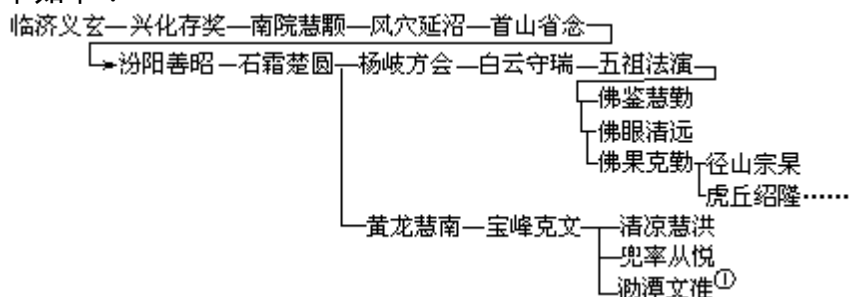 临济义玄—兴化存奖—南院慧颙—风穴延沼—首山省念
汾阳善昭—石霜楚圆—杨岐方会—白云守瑞—五祖法演
佛鉴慧勤
佛眼清远
佛果克勤 径山宗杲
虎丘绍隆……
黄龙慧南—宝峰克文—清凉慧洪
兜率从悦
泐潭文准①